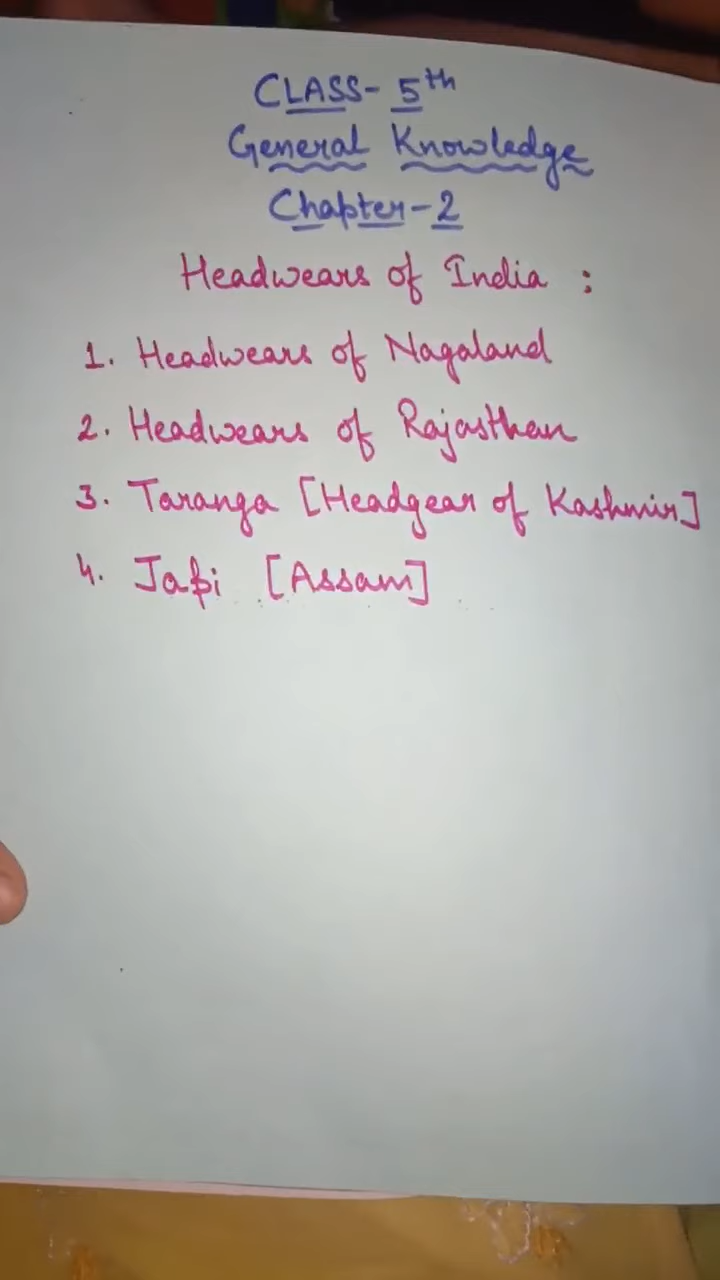 CLASS- 5th
General Knowledge
Chapter-2
Headwears of India :
1. Headwears of Nagaland
2. Headwears of Rajasthan
3. Taranga [Headgear of Kashmir]
4. Japi [Assam]